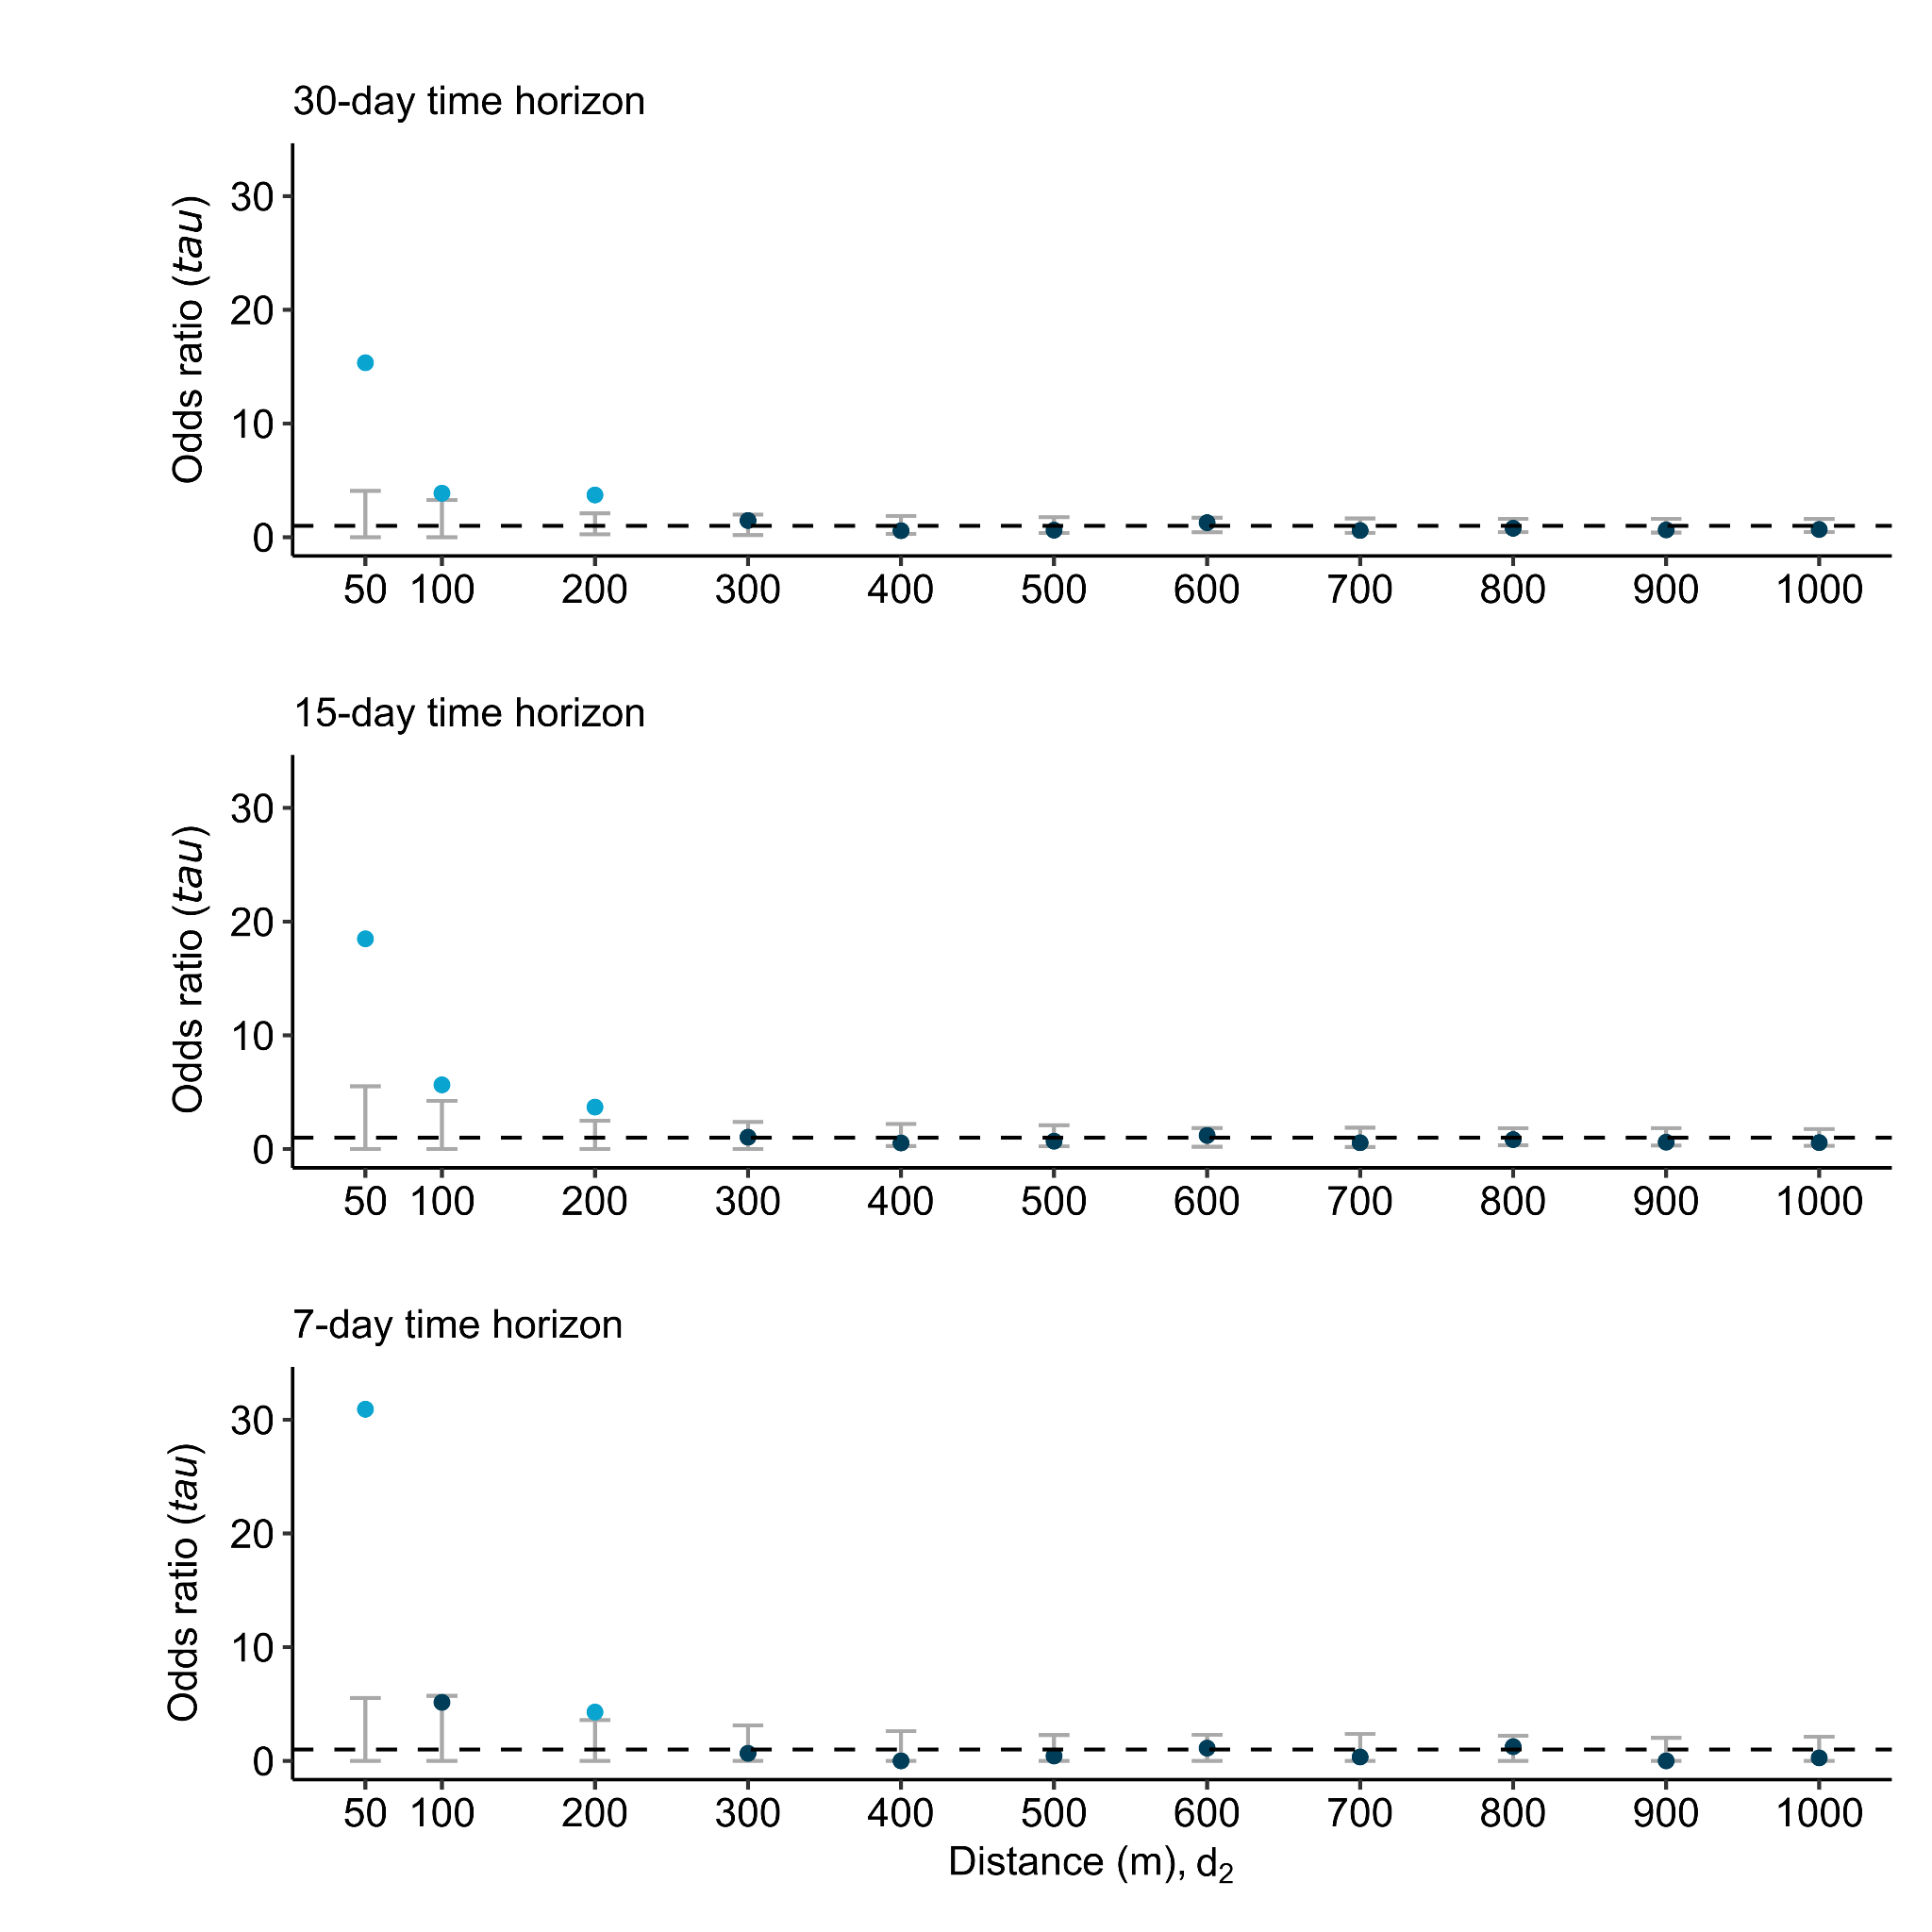 30-day time horizon
Odds ratio (tau)
30
20
10
0
50 100 200 300 400 500 600 700 800 900 1000
15-day time horizon
Odds ratio (tau)
30
20
10
0
50 100 200 300 400 500 600 700 800 900 1000
7-day time horizon
Odds ratio (tau)
30
20
10
0
50 100 200 300 400 500 600 700 800 900 1000
Distance (m), d₂